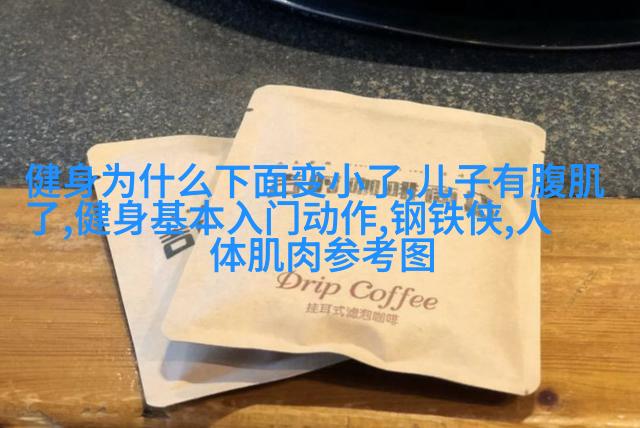 健身为什么下面变小了,儿子有腹肌
了,健身基本入门动作,钢铁侠,人
体肌肉参考图
Drip Coffee
挂耳式滤泡咖啡